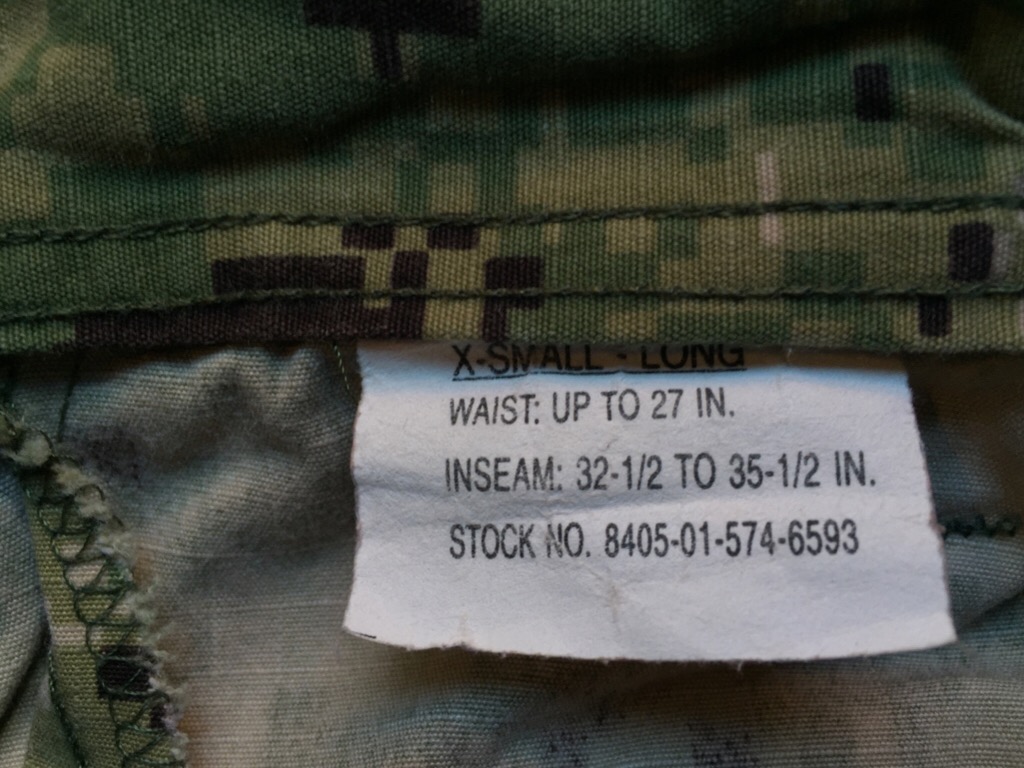 X-SMALL - LONG
WAIST: UP TO 27 IN.
INSEAM: 32-1/2 TO 35-1/2 IN.
STOCK NO. 8405-01-574-6593